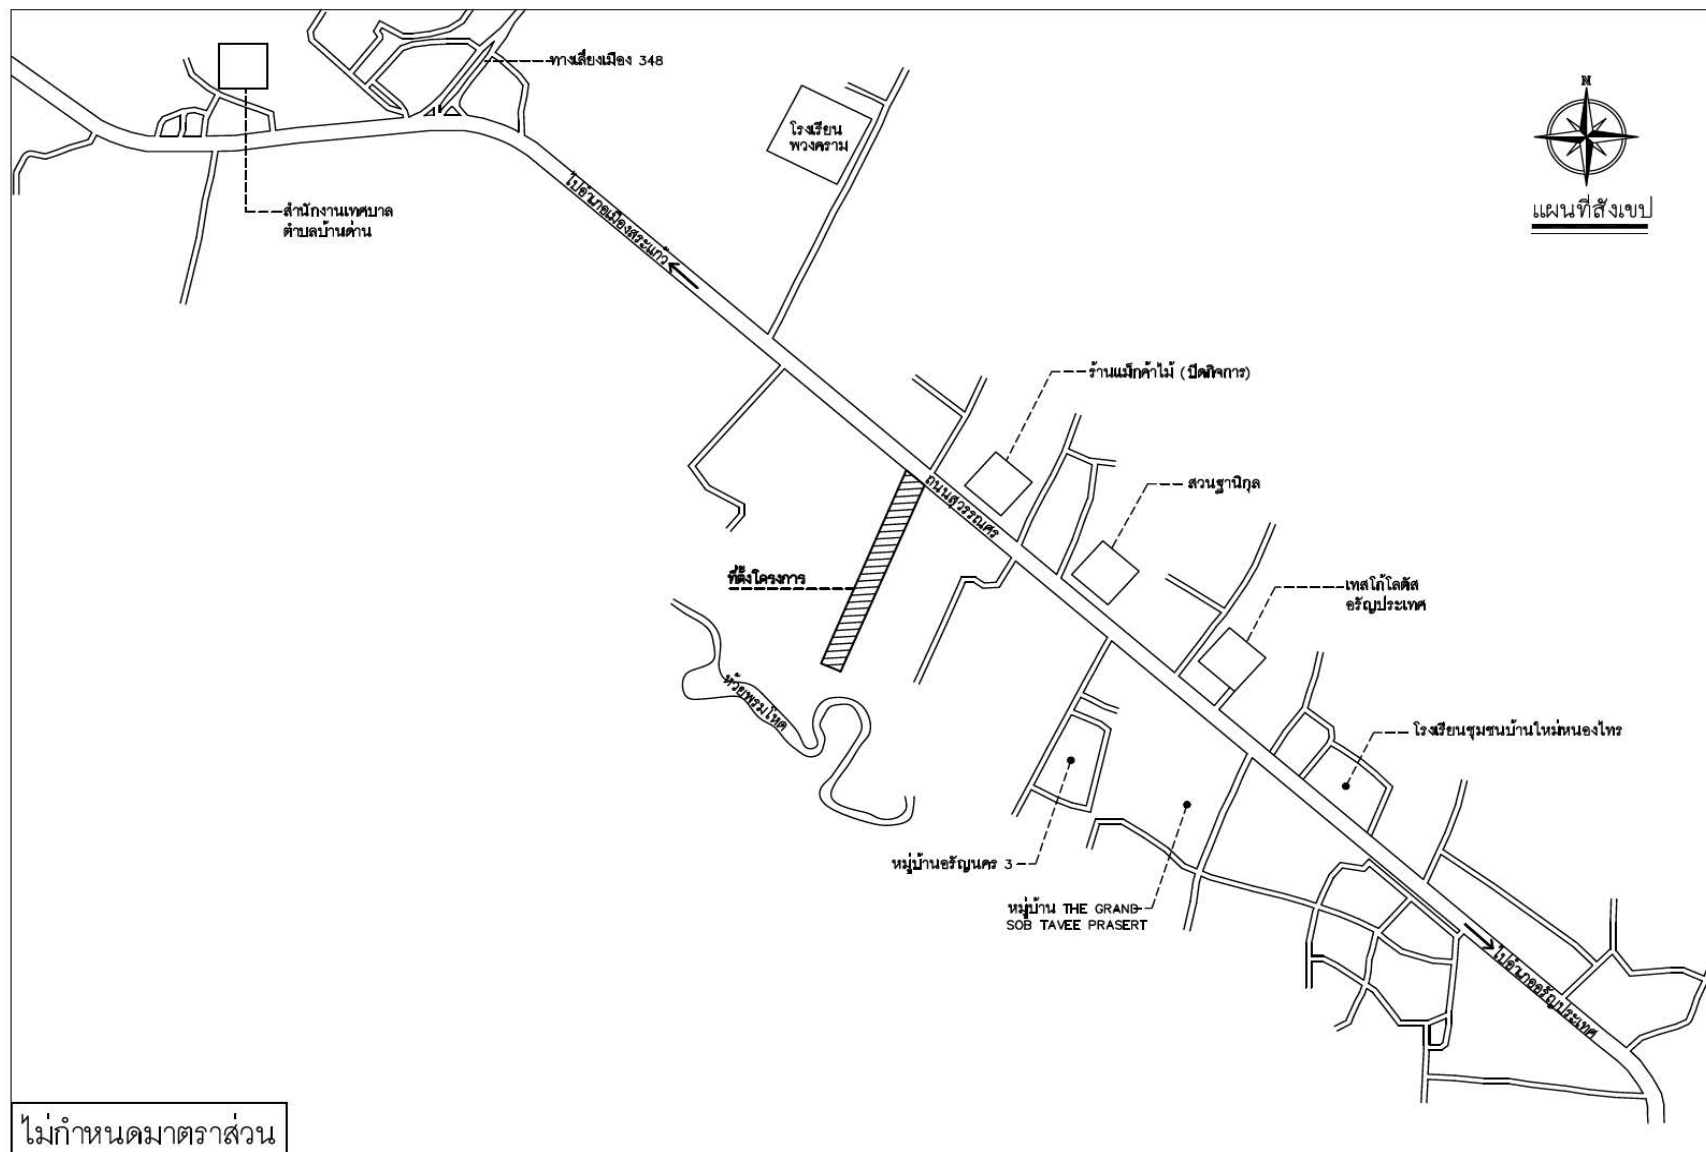 ทางเลี่ยงเมือง 348
N
แผนที่สังเขป
โรงเรียน
พวงคราม
สำนักงานเทศบาล
ตำบลบ้านด่าน
ไปอำเภอเมืองสระแก้ว
ร้านแม็กค้าไม้ (ปิดกิจการ)
ถนนสุวรรณศร
สวนฐานิกุล
ที่ตั้งโครงการ
เทสโก้โลตัส
อรัญประเทศ
ห้วยพรมโหด
โรงเรียนชุมชนบ้านใหม่หนองไทร
หมู่บ้านอรัญนคร 3
หมู่บ้าน THE GRAND
SOB TAVEE PRASERT
ไปอำเภออรัญประเทศ
ไม่กำหนดมาตราส่วน